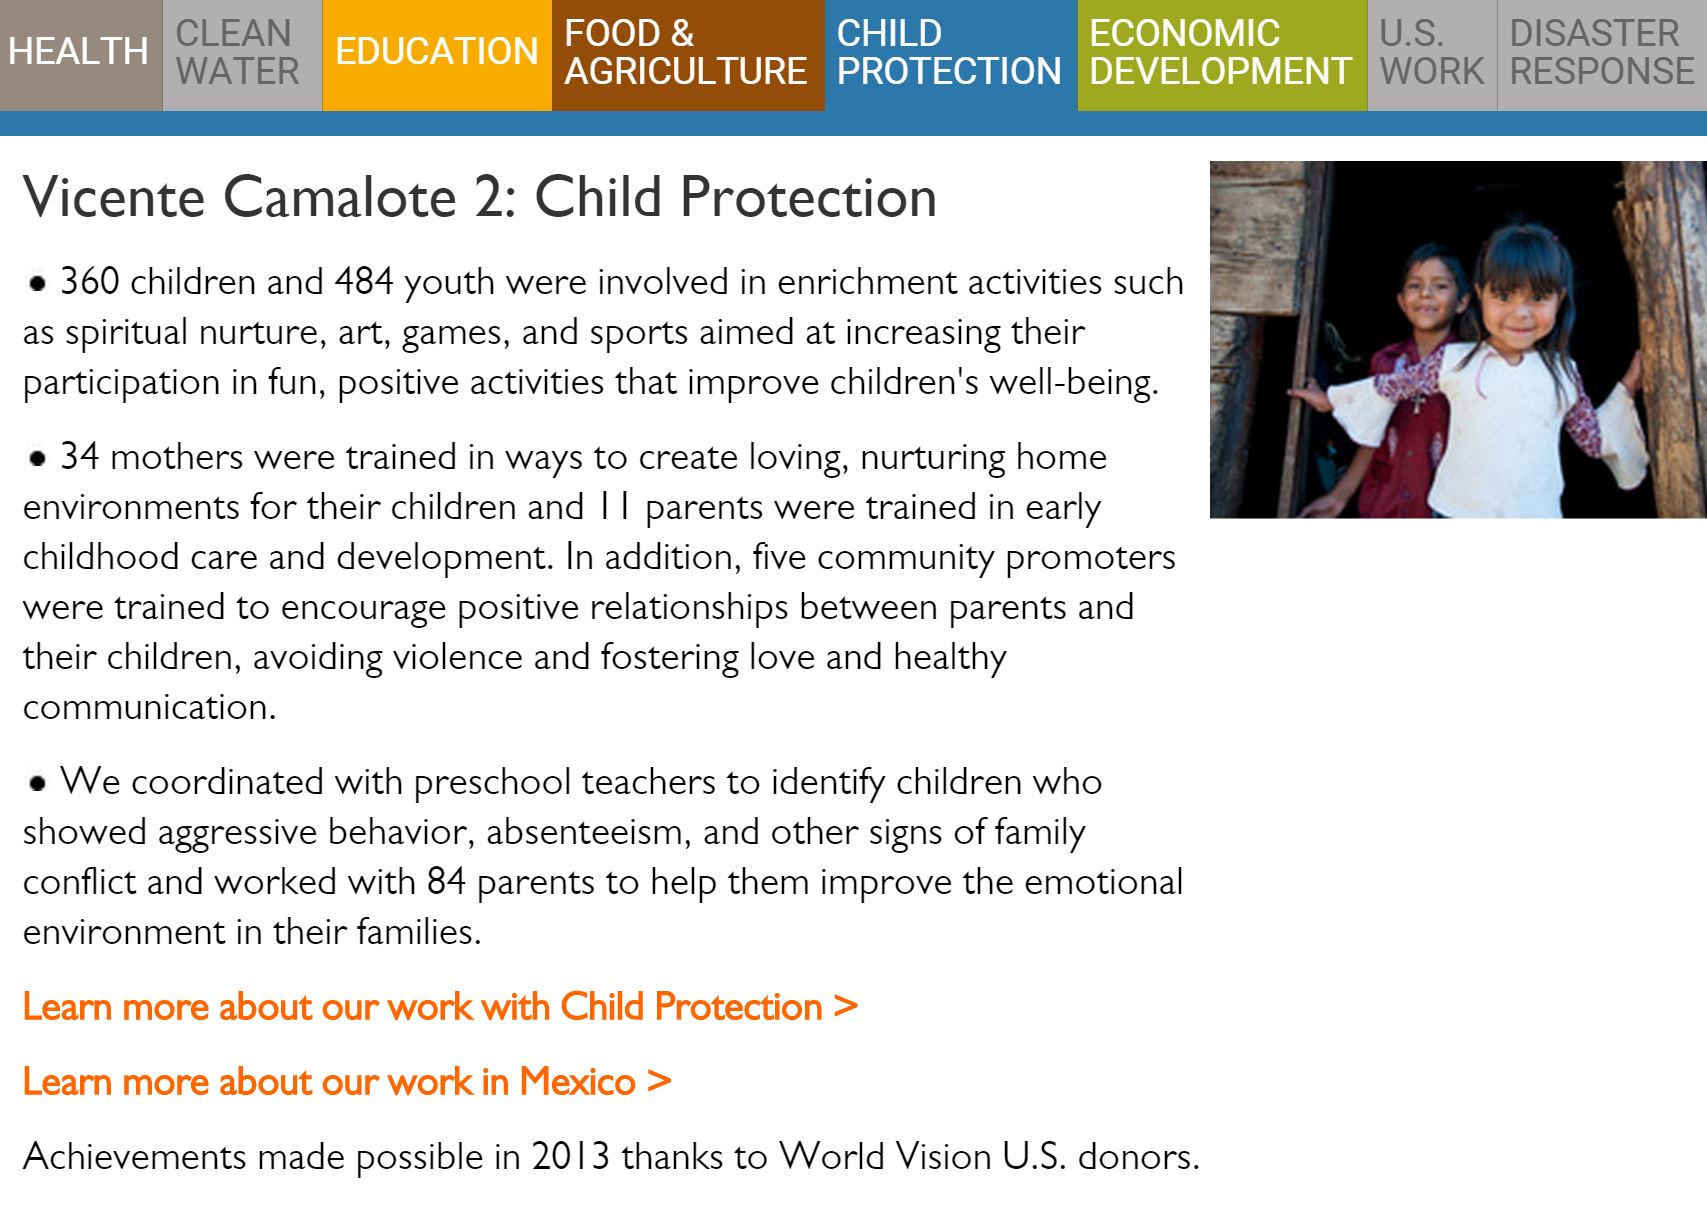 HEALTH
CLEAN
WATER
EDUCATION
FOOD &
AGRICULTURE
CHILD
PROTECTION
ECONOMIC
DEVELOPMENT
U.S.
WORK
DISASTER
RESPONSE
Vicente Camalote 2: Child Protection
• 360 children and 484 youth were involved in enrichment activities such
as spiritual nurture, art, games, and sports aimed at increasing their
participation in fun, positive activities that improve children's well-being.
• 34 mothers were trained in ways to create loving, nurturing home
environments for their children and 11 parents were trained in early
childhood care and development. In addition, five community promoters
were trained to encourage positive relationships between parents and
their children, avoiding violence and fostering love and healthy
communication.
• We coordinated with preschool teachers to identify children who
showed aggressive behavior, absenteeism, and other signs of family
conflict and worked with 84 parents to help them improve the emotional
environment in their families.
Learn more about our work with Child Protection >
Learn more about our work in Mexico >
Achievements made possible in 2013 thanks to World Vision U.S. donors.